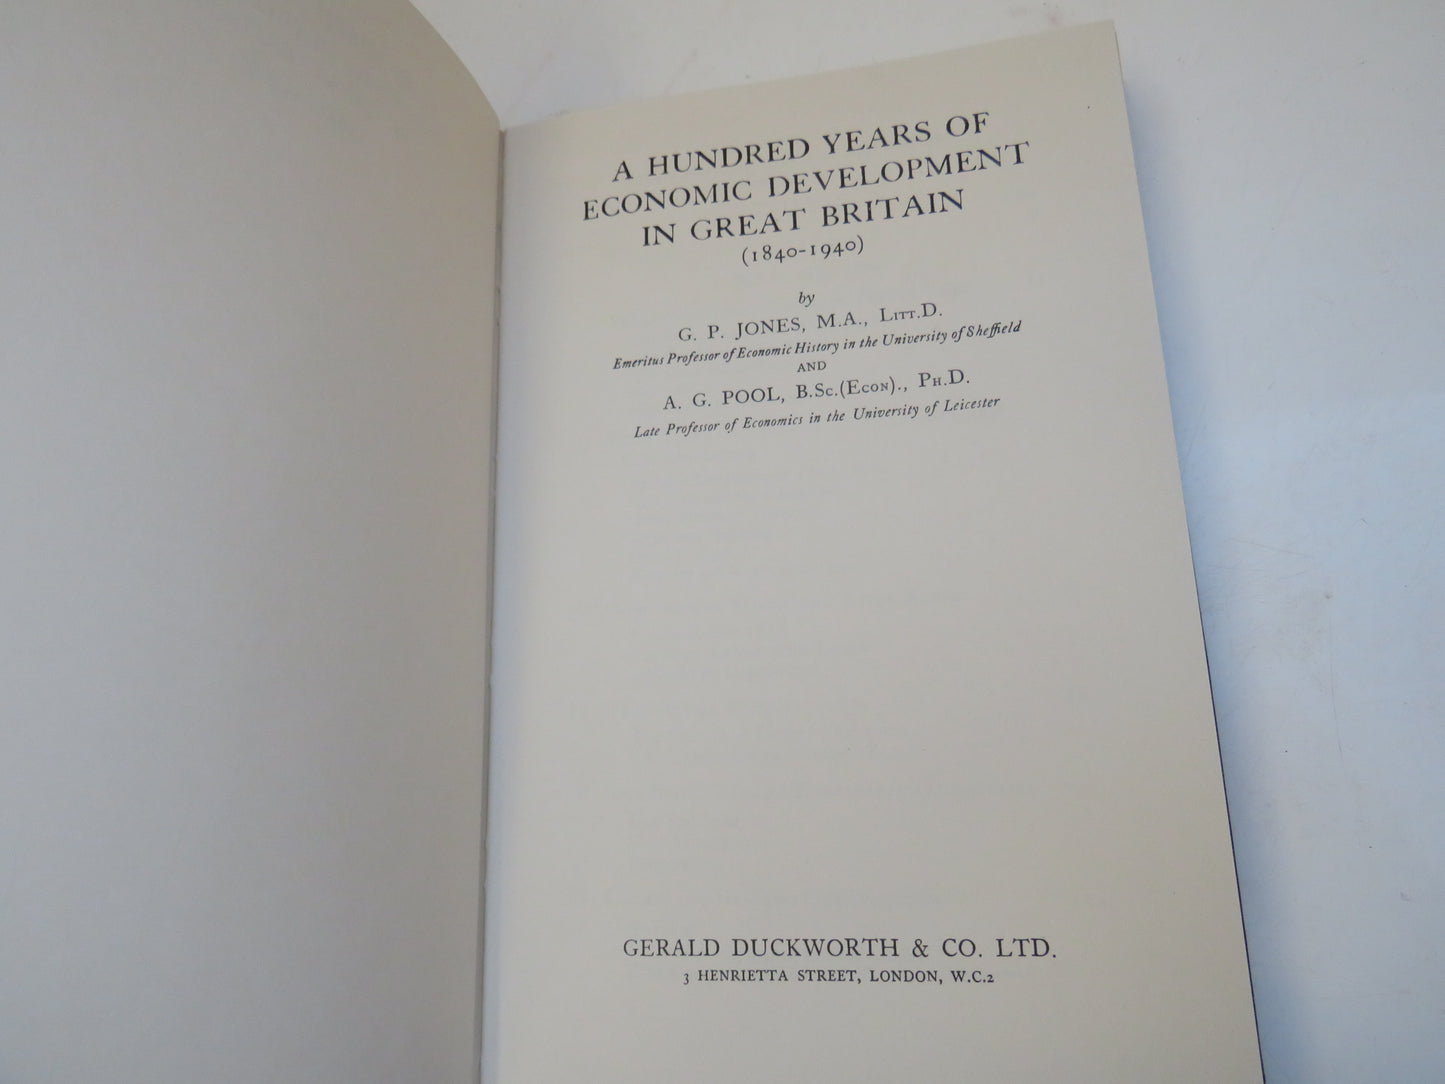 A HUNDRED YEARS OF
ECONOMIC DEVELOPMENT
IN GREAT BRITAIN
(1840-1940)
by
G. P. JONES, M.A., LITT.D.
Emeritus Professor of Economic History in the University of Sheffield
AND
A. G. POOL, B.Sc.(ECON)., PH.D.
Late Professor of Economics in the University of Leicester
GERALD DUCKWORTH & CO. LTD.
3 HENRIETTA STREET, LONDON, W.C.2